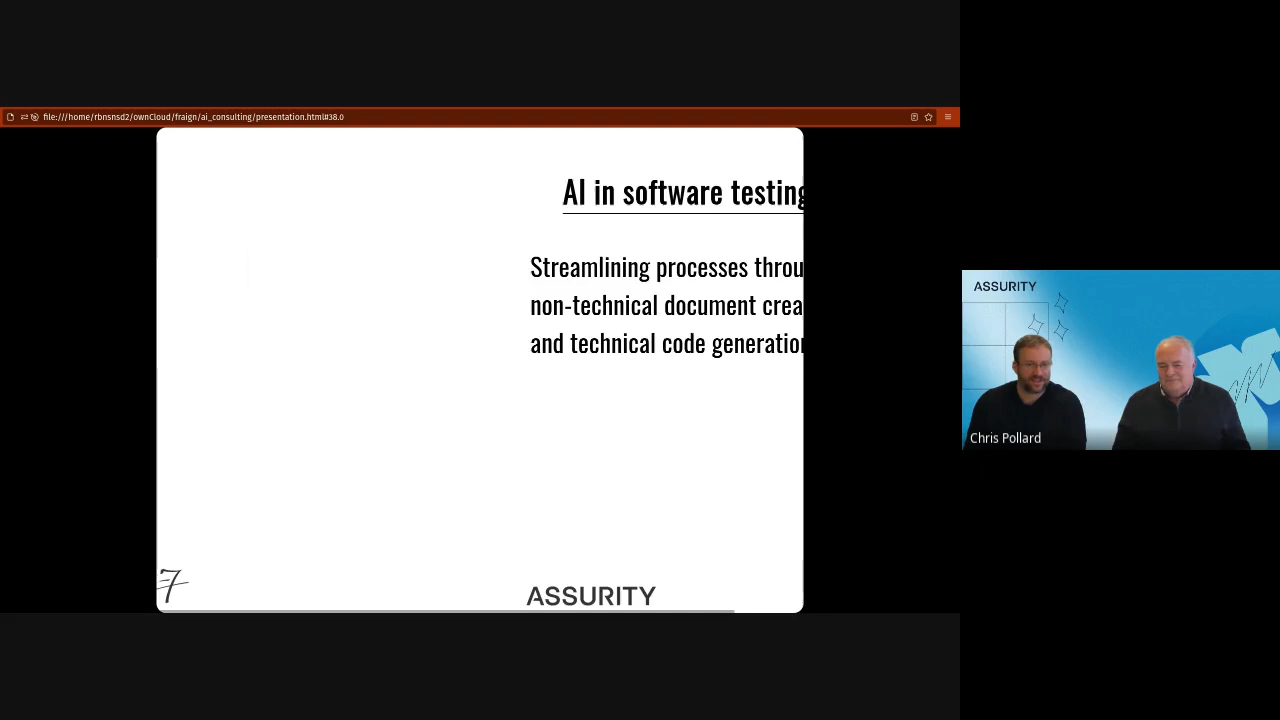 file:///home/rbnsnsd2/ownCloud/fraign/ai_consulting/presentation.html#38.0
AI in software testing
Streamlining processes throu
non-technical document crea
and technical code generation
ASSURITY
ASSURITY
Chris Pollard